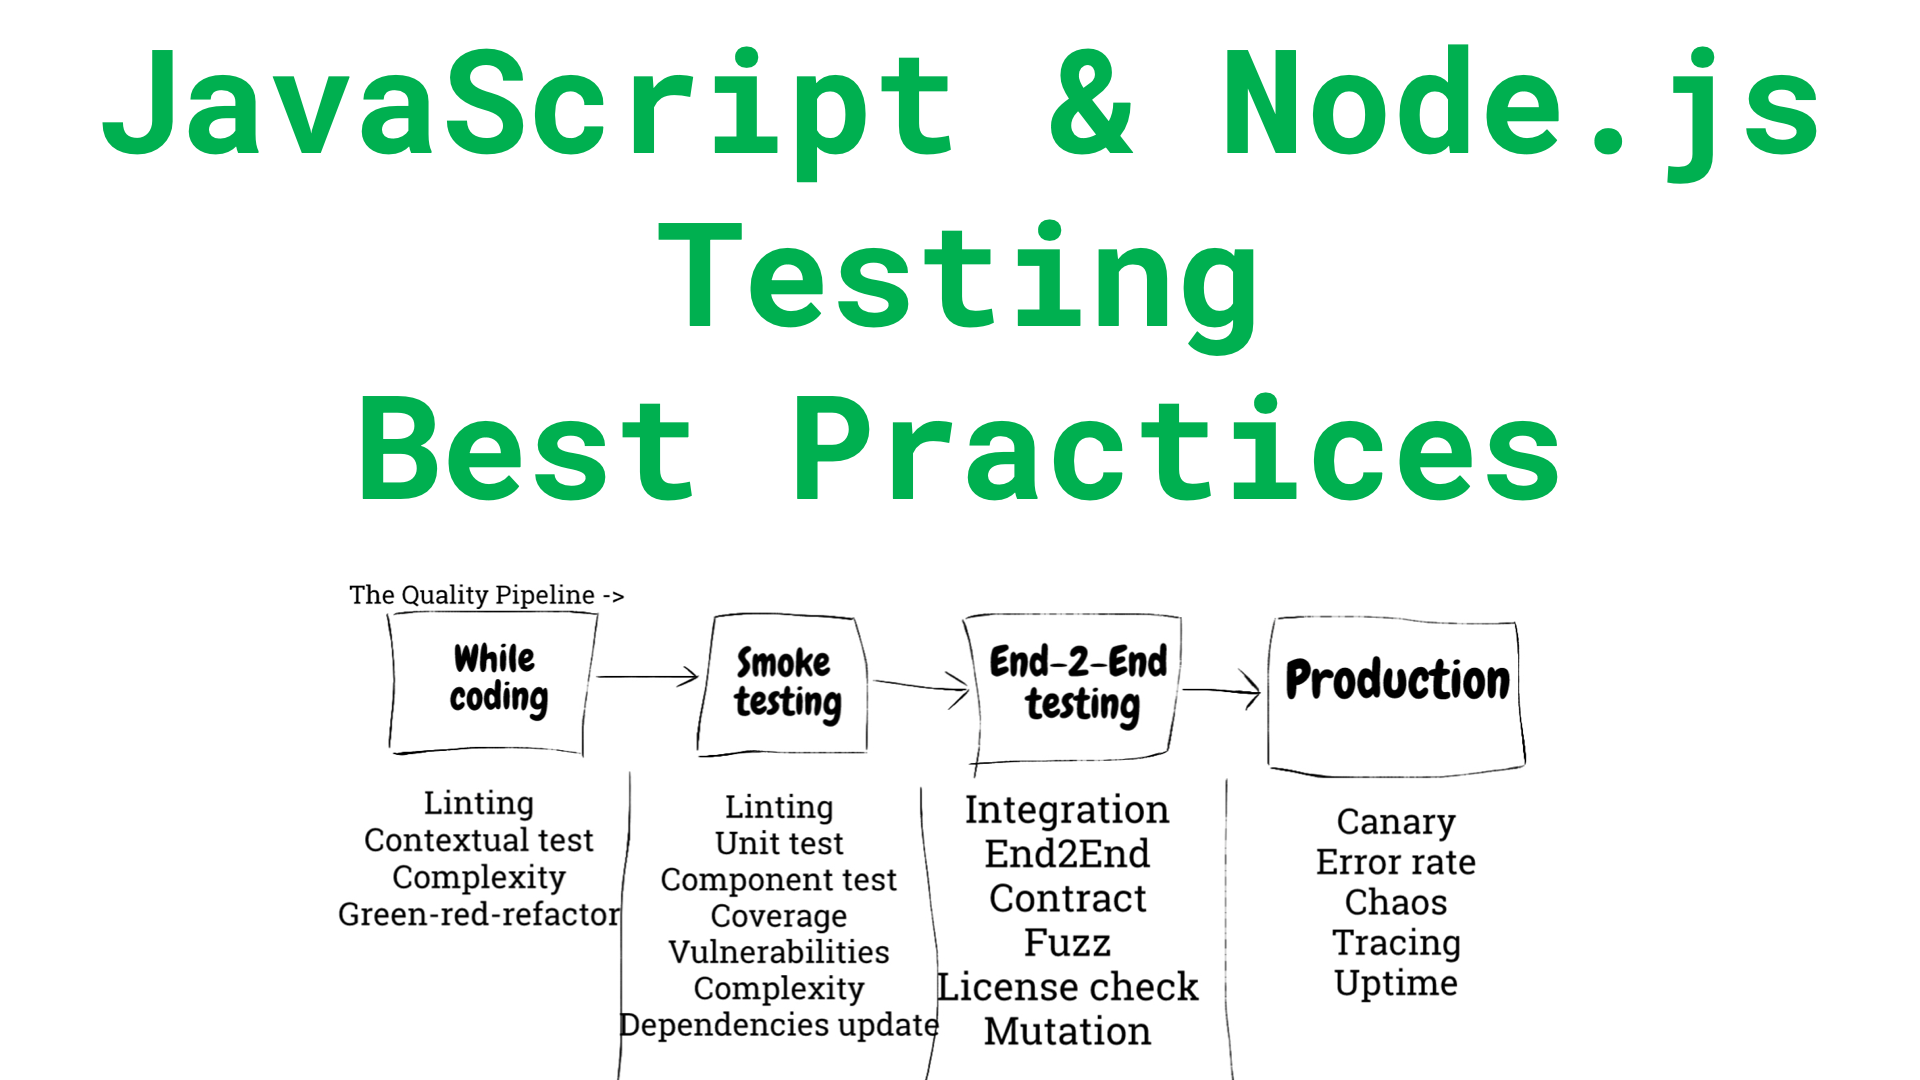 JavaScript & Node.js
Testing
Best Practices
The Quality Pipeline ->
While
coding
Smoke
testing
End-2-End
testing
Production
Linting
Contextual test
Complexity
Green-red-refactor
Linting
Unit test
Component test
Coverage
Vulnerabilities
Complexity
Dependencies update
Integration
End2End
Contract
Fuzz
License check
Mutation
Canary
Error rate
Chaos
Tracing
Uptime